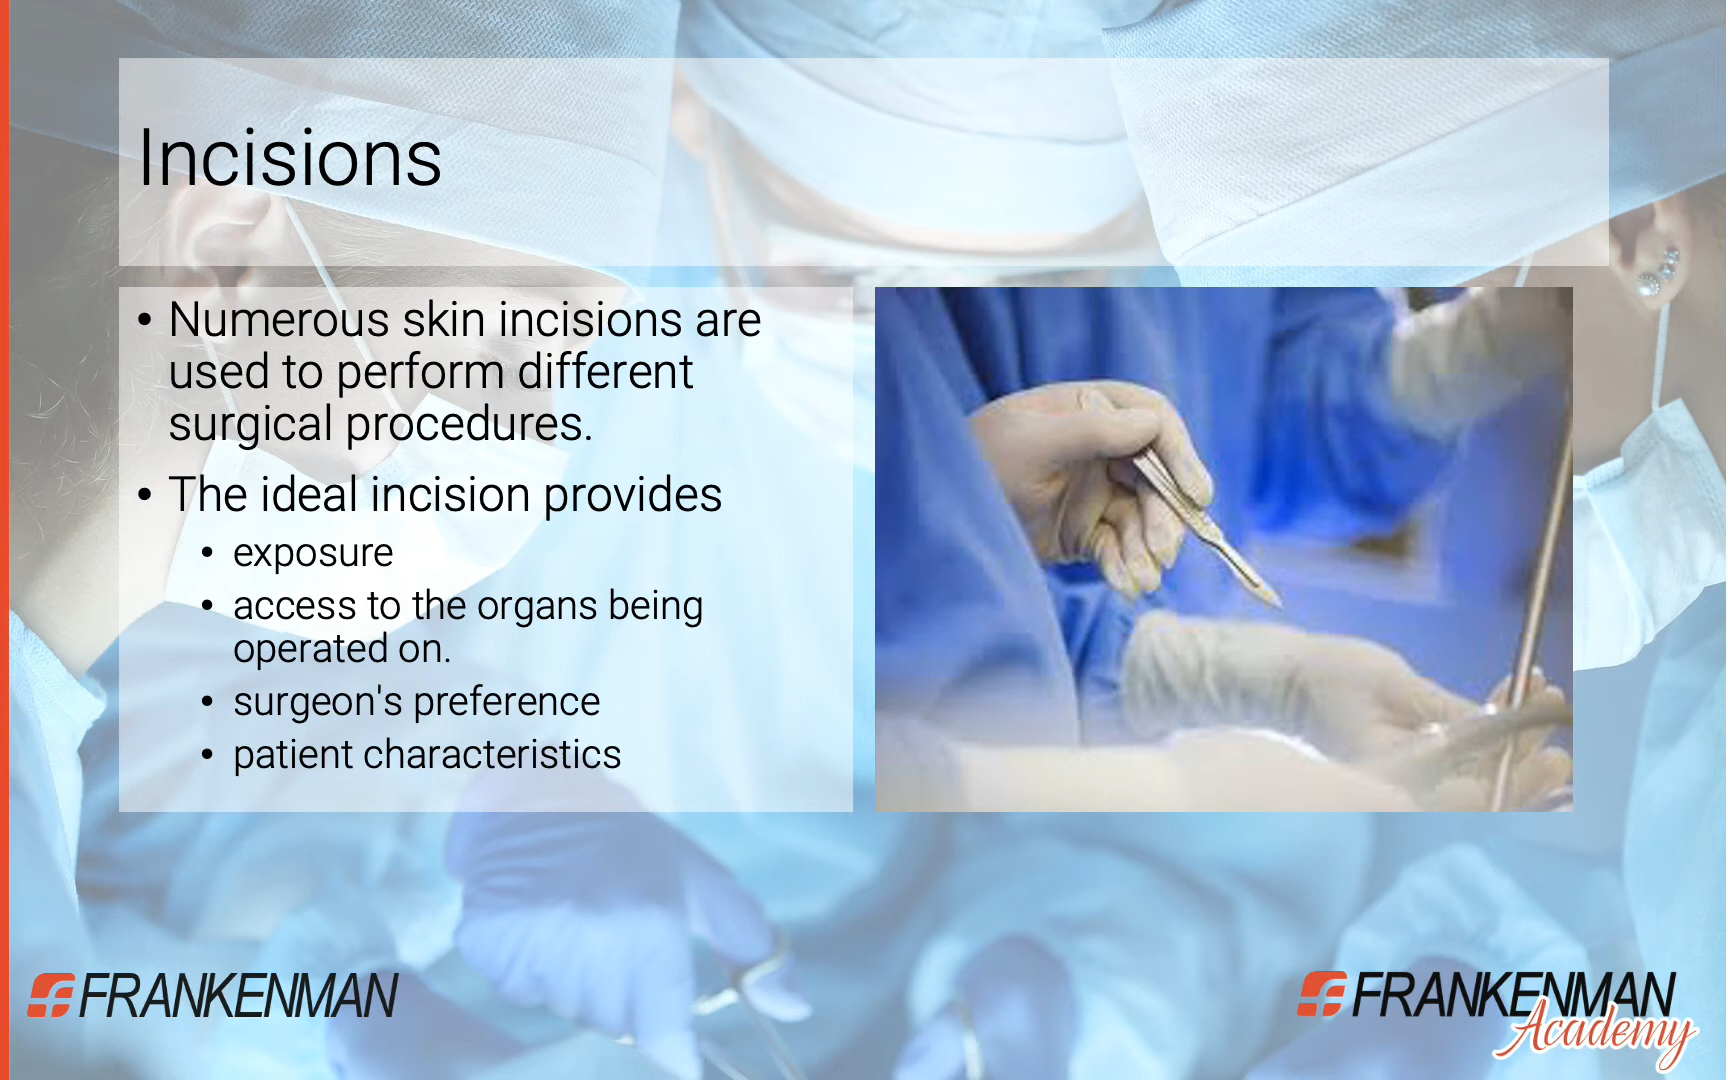 Incisions
• Numerous skin incisions are
used to perform different
surgical procedures.
• The ideal incision provides
• exposure
• access to the organs being
operated on.
• surgeon's preference
• patient characteristics
FRANKENMAN
FRANKENMAN
Academy